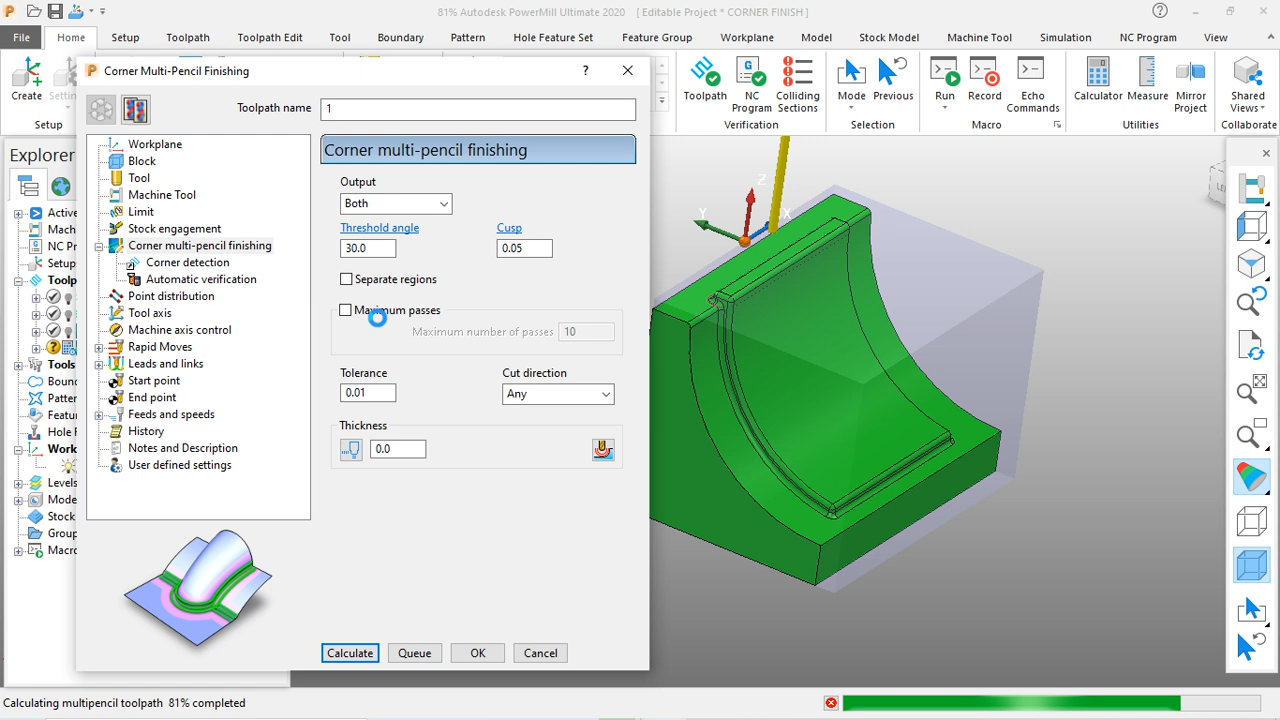 81% Autodesk PowerMill Ultimate 2020 [ Editable Project * CORNER FINISH ]
File Home Setup Toolpath Toolpath Edit Tool Boundary Pattern Hole Feature Set Feature Group Workplane Model Stock Model Machine Tool Simulation NC Program View
Create
Setup
Toolpath
NC
Program
Colliding
Sections
Verification
Mode
Previous
Selection
Run
Record
Echo
Commands
Macro
Calculator
Measure
Mirror
Project
Utilities
Shared
Views
Collaborate
Corner Multi-Pencil Finishing
?
Toolpath name 1
Explorer
Active
Mach
NC Pr
Setup
Toolp
Tools
Boun
Patter
Featur
Hole F
Work
Levels
Mode
Stock
Group
Macro
Workplane
Block
Tool
Machine Tool
Limit
Stock engagement
Corner multi-pencil finishing
Corner detection
Automatic verification
Point distribution
Tool axis
Machine axis control
Rapid Moves
Leads and links
Start point
End point
Feeds and speeds
History
Notes and Description
User defined settings
Corner multi-pencil finishing
Output
Both
Threshold angle Cusp
30.0 0.05
Separate regions
Maximum passes
Maximum number of passes 10
Tolerance Cut direction
0.01 Any
Thickness
0.0
Calculate Queue OK Cancel
Z
Y
X
Calculating multipencil toolpath 81% completed